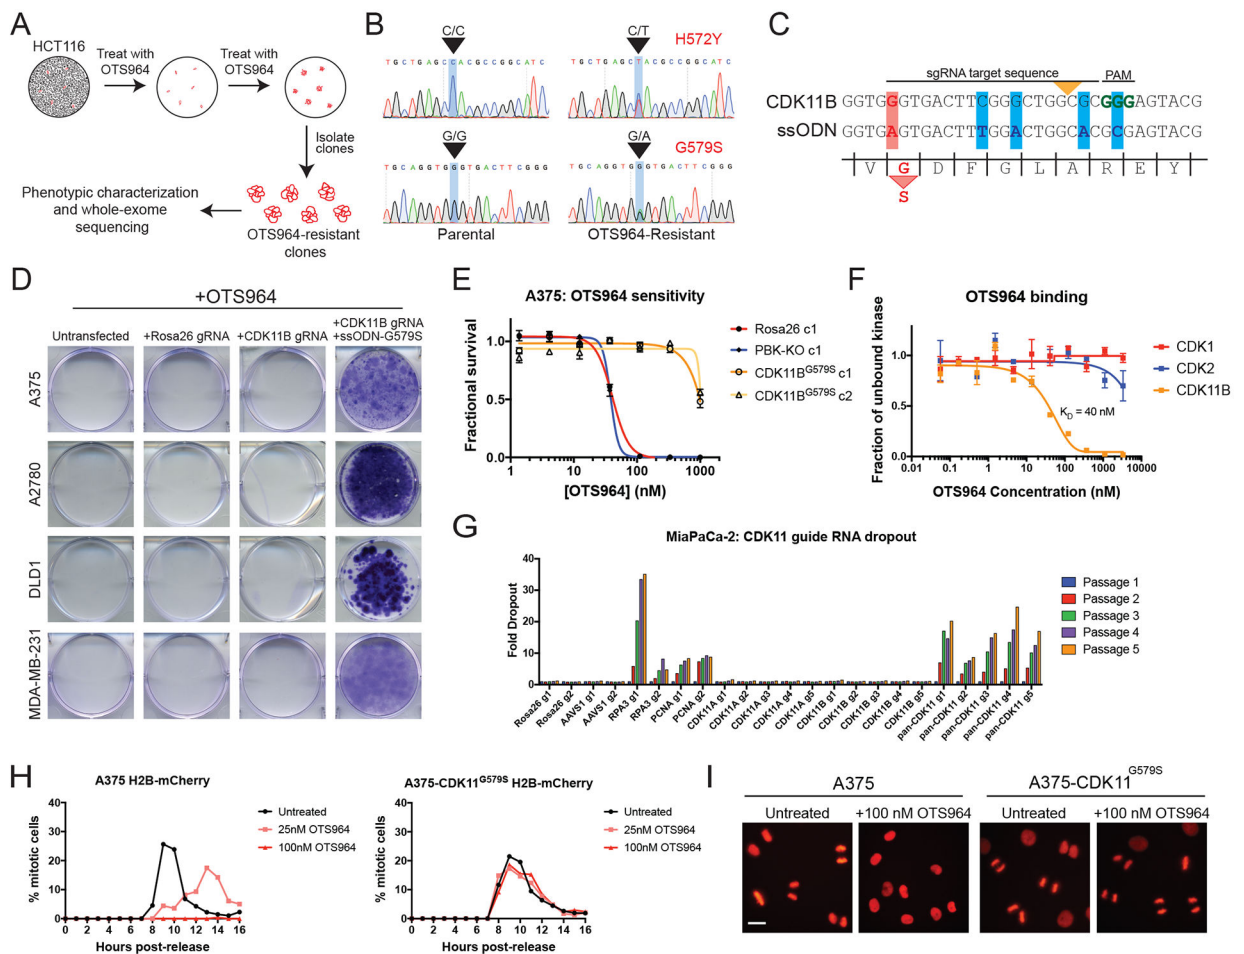 A
HCT116
Treat with
OTS964
Treat with
OTS964
Isolate
clones
Phenotypic characterization
and whole-exome
sequencing
OTS964-resistant
clones
B
C/C
C/T
H572Y
TGCTGAGCCACGCCGGCATC
TGCTGAGCTACGCCGGCATC
G/G
G/A
G579S
GCAGGTGGGTGACTTCGGG
GCAGGTGGGTGACTTCGGG
Parental
OTS964-Resistant
C
sgRNA target sequence
PAM
CDK11B
GGTGGGTGACTTCGGGCTGGCGCGGGAGTACG
ssODN
GGTGAGTGACTTTGGACTGGCACGCGAGTACG
V G D F G L A R E Y
S
D
+OTS964
Untransfected
+Rosa26 gRNA
+CDK11B gRNA
+CDK11B gRNA
+ssODN-G579S
A375
A2780
DLD1
MDA-MB-231
E
A375: OTS964 sensitivity
Fractional survival
1.0
0.5
0.0
1
10
100
1000
[OTS964] (nM)
Rosa26 c1
PBK-KO c1
CDK11B^G579S c1
CDK11B^G579S c2
F
OTS964 binding
Fraction of unbound kinase
1.0
0.5
0.0
0.01
0.1
1
10
100
1000
10000
OTS964 Concentration (nM)
K_D = 40 nM
CDK1
CDK2
CDK11B
G
MiaPaCa-2: CDK11 guide RNA dropout
Fold Dropout
40
30
20
10
0
Rosa26 g1
Rosa26 g2
AAVS1 g1
AAVS1 g2
RPA3 g1
RPA3 g2
PCNA g1
PCNA g2
CDK11A g1
CDK11A g2
CDK11A g3
CDK11A g4
CDK11A g5
CDK11B g1
CDK11B g2
CDK11B g3
CDK11B g4
CDK11B g5
pan-CDK11 g1
pan-CDK11 g2
pan-CDK11 g3
pan-CDK11 g4
pan-CDK11 g5
Passage 1
Passage 2
Passage 3
Passage 4
Passage 5
H
A375 H2B-mCherry
% mitotic cells
40
30
20
10
0
0 2 4 6 8 10 12 14 16
Hours post-release
Untreated
25nM OTS964
100nM OTS964
A375-CDK11^G579S H2B-mCherry
% mitotic cells
40
30
20
10
0
0 2 4 6 8 10 12 14 16
Hours post-release
Untreated
25nM OTS964
100nM OTS964
I
A375
A375-CDK11^G579S
Untreated
+100 nM OTS964
Untreated
+100 nM OTS964